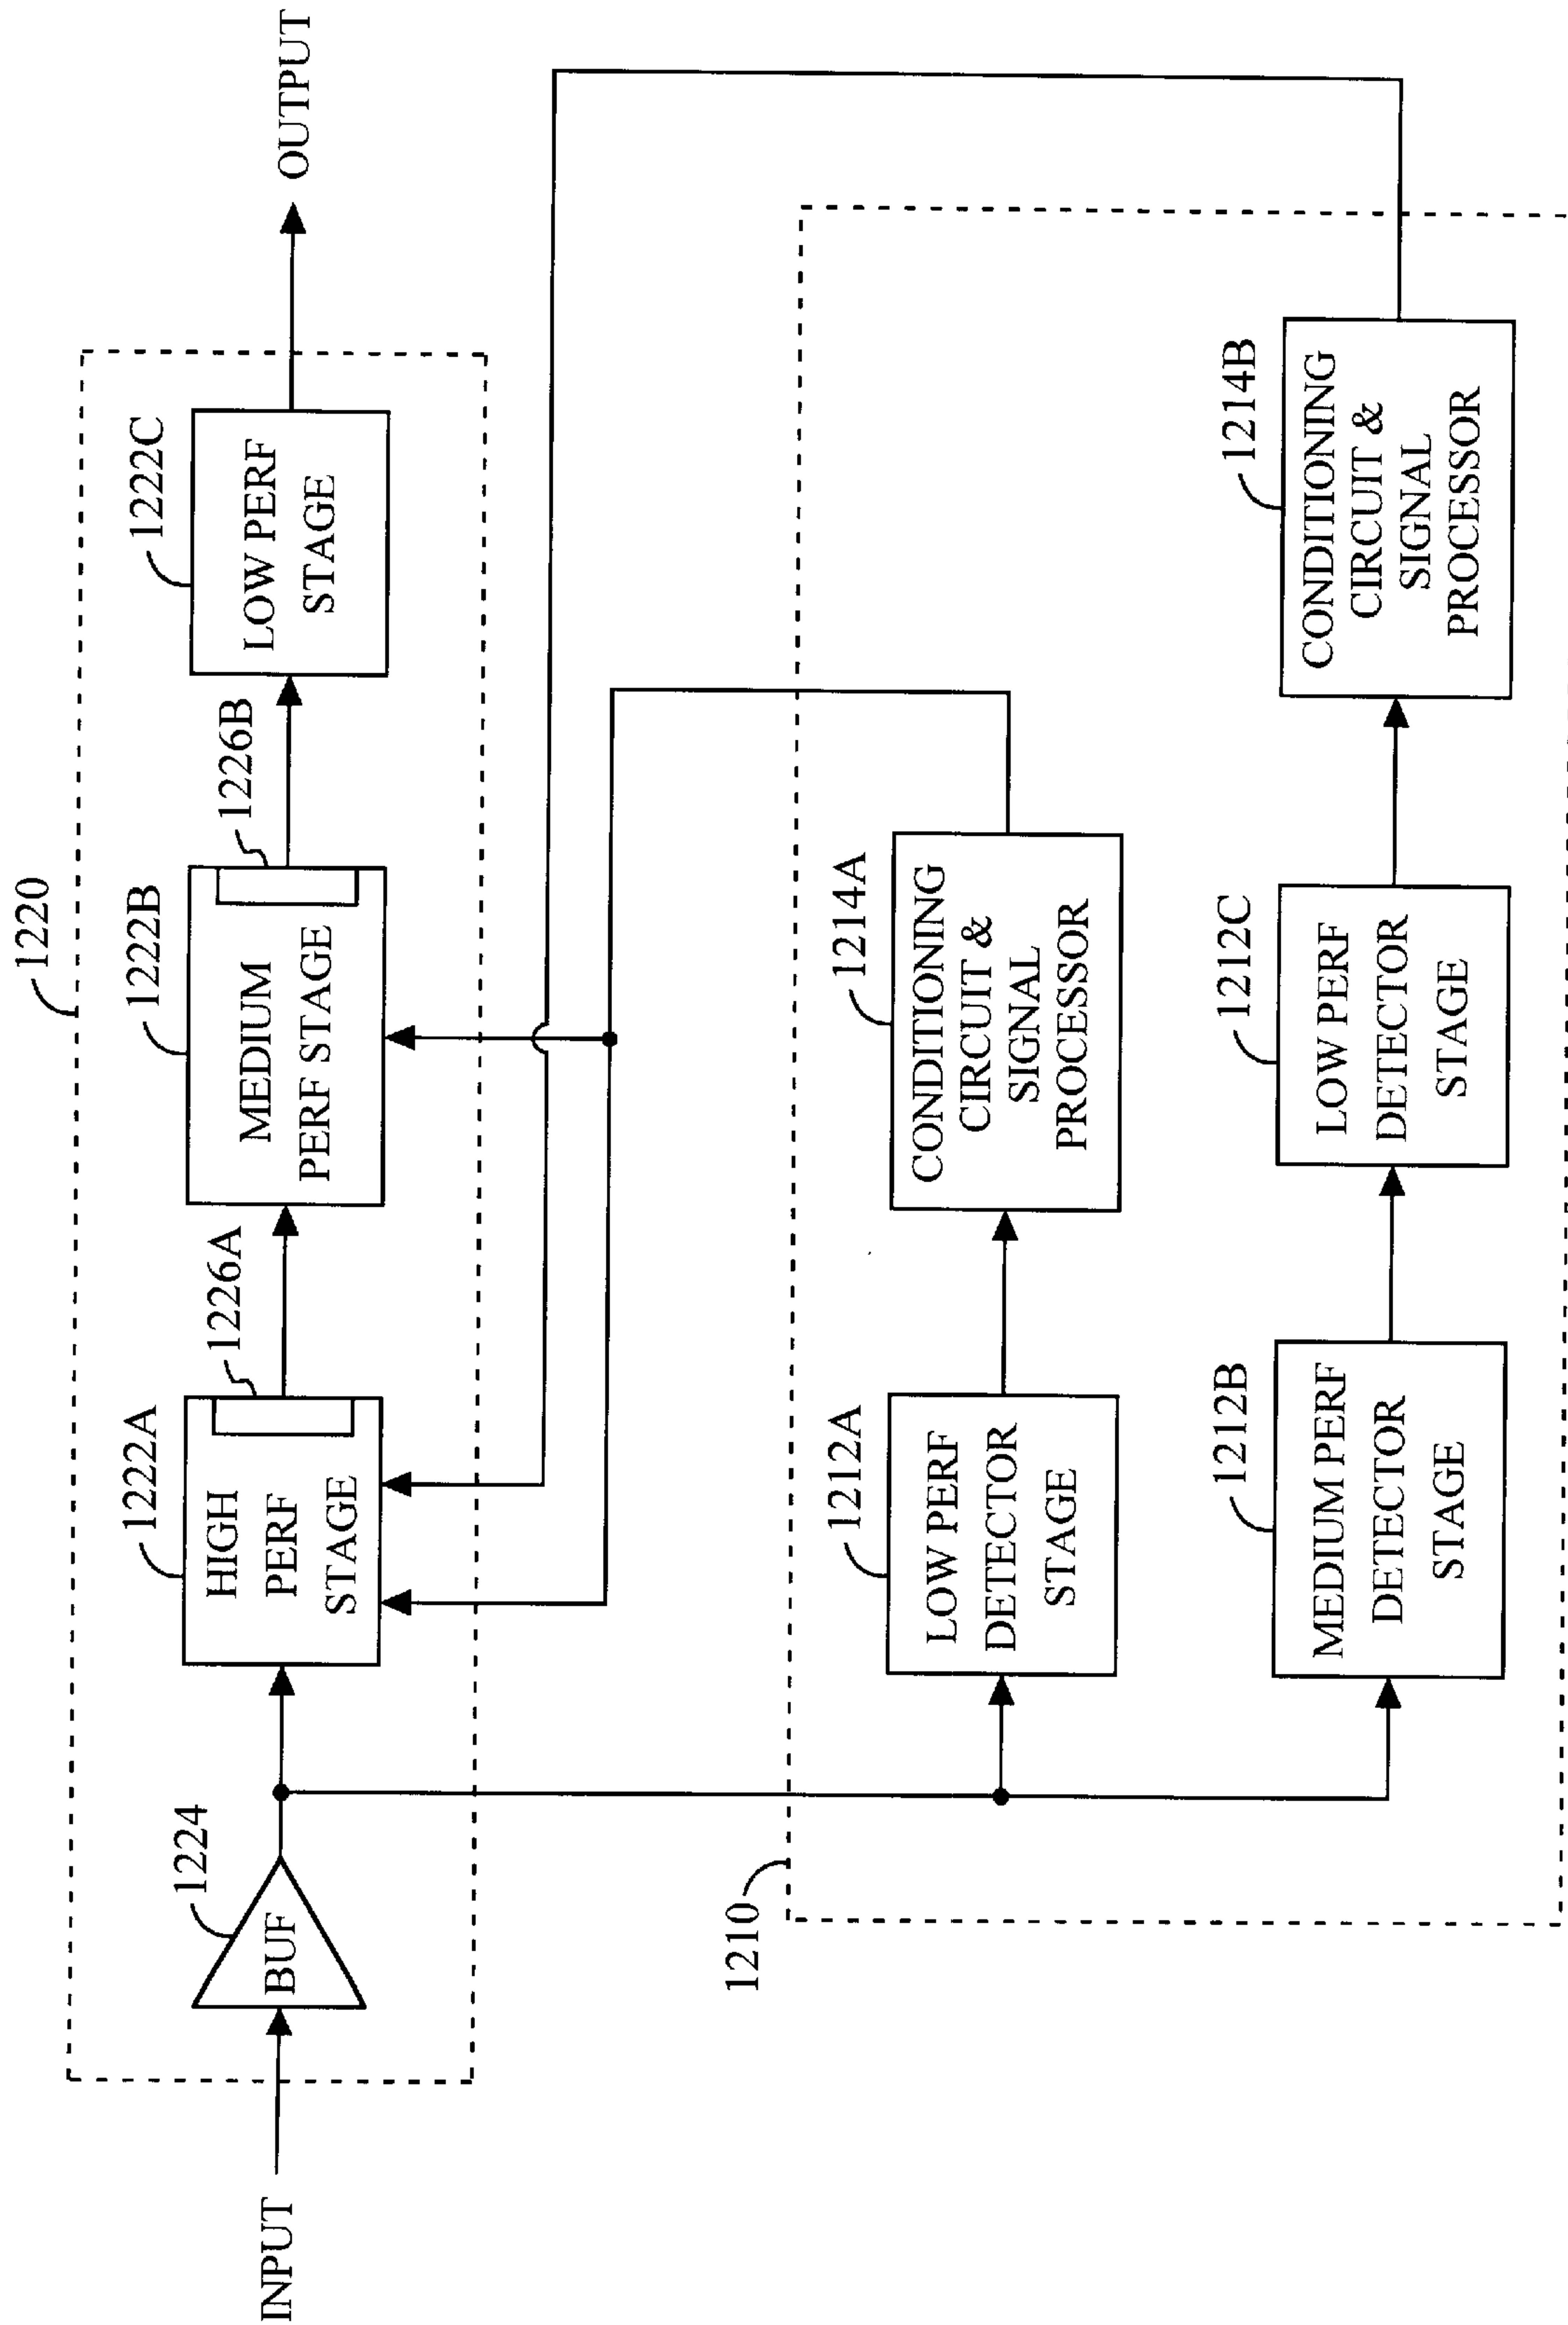 1220
INPUT
BUF
1224
HIGH
PERF
STAGE
1222A
1226A
MEDIUM
PERF STAGE
1222B
1226B
LOW PERF
STAGE
1222C
OUTPUT
1210
LOW PERF
DETECTOR
STAGE
1212A
CONDITIONING
CIRCUIT &
SIGNAL
PROCESSOR
1214A
MEDIUM PERF
DETECTOR
STAGE
1212B
LOW PERF
DETECTOR
STAGE
1212C
CONDITIONING
CIRCUIT &
SIGNAL
PROCESSOR
1214B